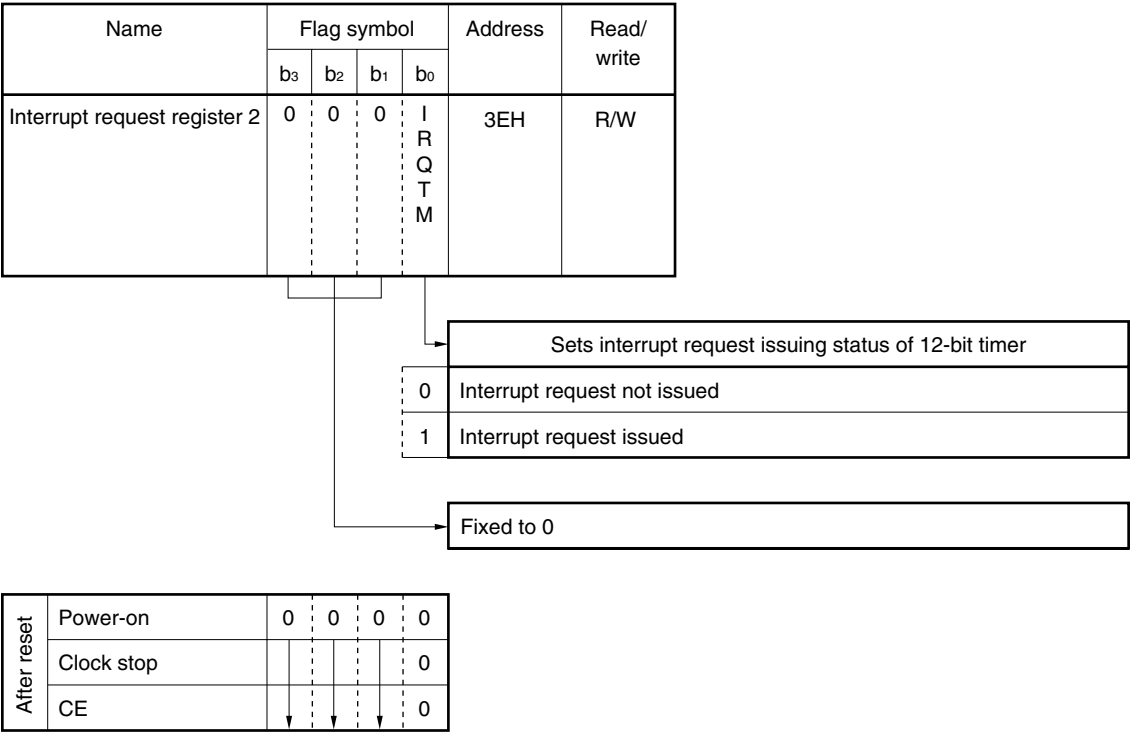 Name Flag symbol Address Read/
write
b3 b2 b1 b0
Interrupt request register 2 0 0 0 I
R
Q
T
M
3EH R/W
Sets interrupt request issuing status of 12-bit timer
0 Interrupt request not issued
1 Interrupt request issued
Fixed to 0
After reset
Power-on 0 0 0 0
Clock stop 0
CE 0